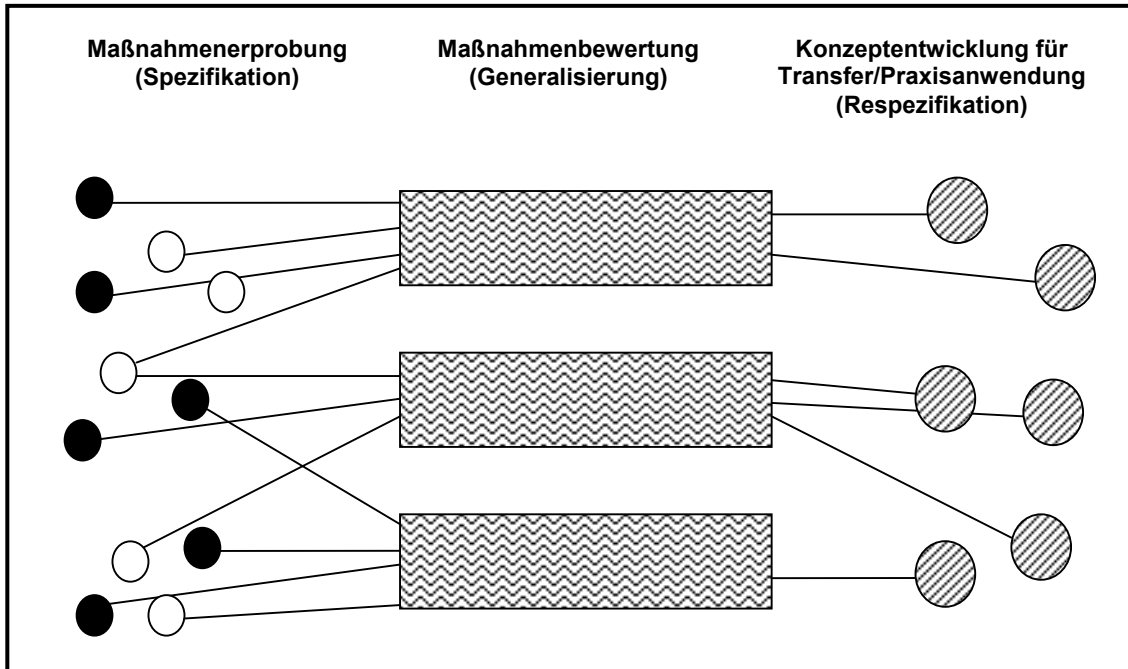 Maßnahmenerprobung
(Spezifikation)
Maßnahmenbewertung
(Generalisierung)
Konzeptentwicklung für
Transfer/Praxisanwendung
(Respezifikation)